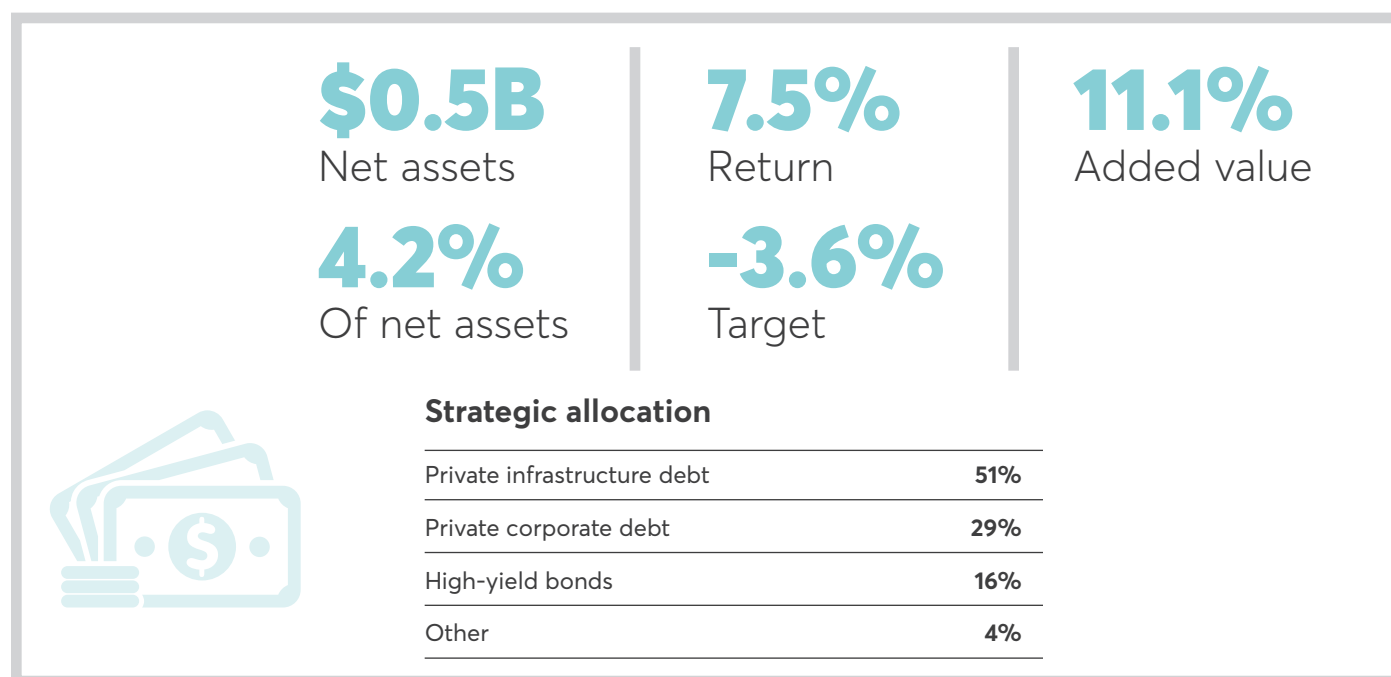 $0.5B
Net assets
4.2%
Of net assets
7.5%
Return
-3.6%
Target
11.1%
Added value
Strategic allocation
Private infrastructure debt 51%
Private corporate debt 29%
High-yield bonds 16%
Other 4%
$